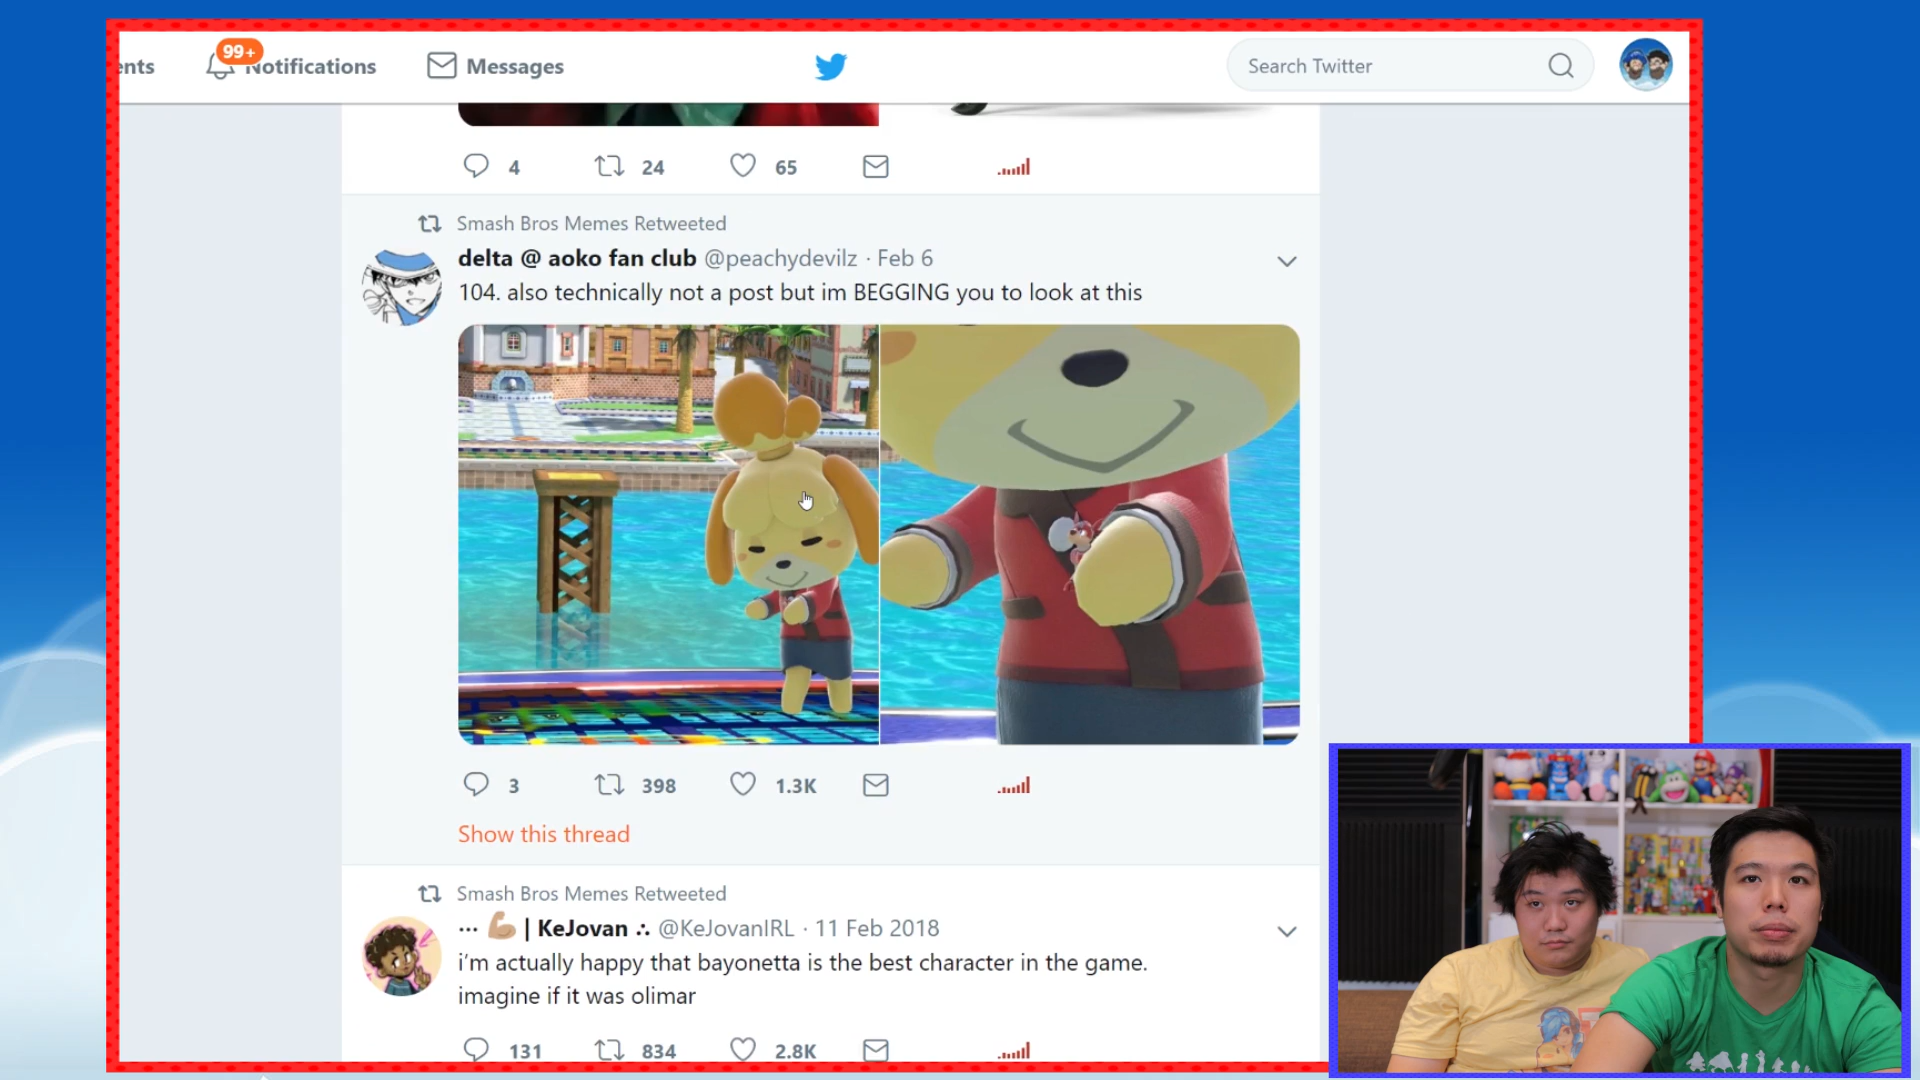 ents
99+
Notifications
Messages
Search Twitter
4
24
65
Smash Bros Memes Retweeted
delta @ aoko fan club @peachydevilz · Feb 6
104. also technically not a post but im BEGGING you to look at this
3
398
1.3K
Show this thread
Smash Bros Memes Retweeted
... 💪 | KeJovan ∴ @KeJovanIRL · 11 Feb 2018
i'm actually happy that bayonetta is the best character in the game.
imagine if it was olimar
131
834
2.8K